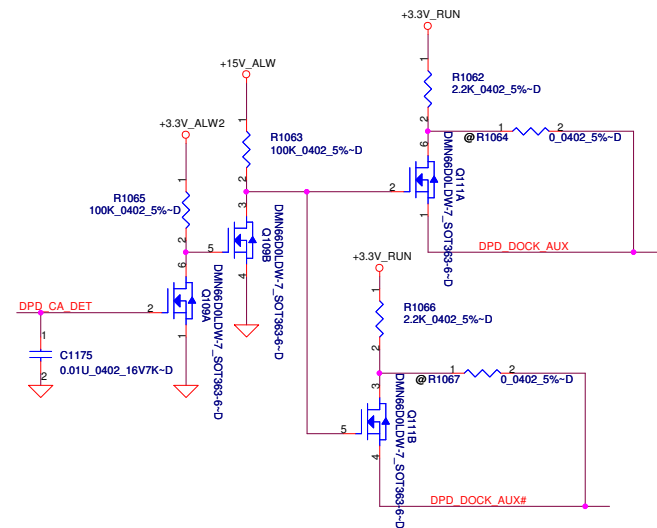 +3.3V_RUN
+15V_ALW
1
R1062
2.2K_0402_5%~D
2
+3.3V_ALW2
1
R1063
100K_0402_5%~D
2
1
R1065
100K_0402_5%~D
2
@R1064
1
2
0_0402_5%~D
6
2
1
Q111A
DMN66D0LDW-7_SOT363-6~D
DPD_DOCK_AUX
3
5
4
Q109B
DMN66D0LDW-7_SOT363-6~D
6
2
1
Q109A
DMN66D0LDW-7_SOT363-6~D
DPD_CA_DET
1
C1175
0.01U_0402_16V7K~D
2
+3.3V_RUN
1
R1066
2.2K_0402_5%~D
2
@R1067
1
2
0_0402_5%~D
3
5
4
Q111B
DMN66D0LDW-7_SOT363-6~D
DPD_DOCK_AUX#